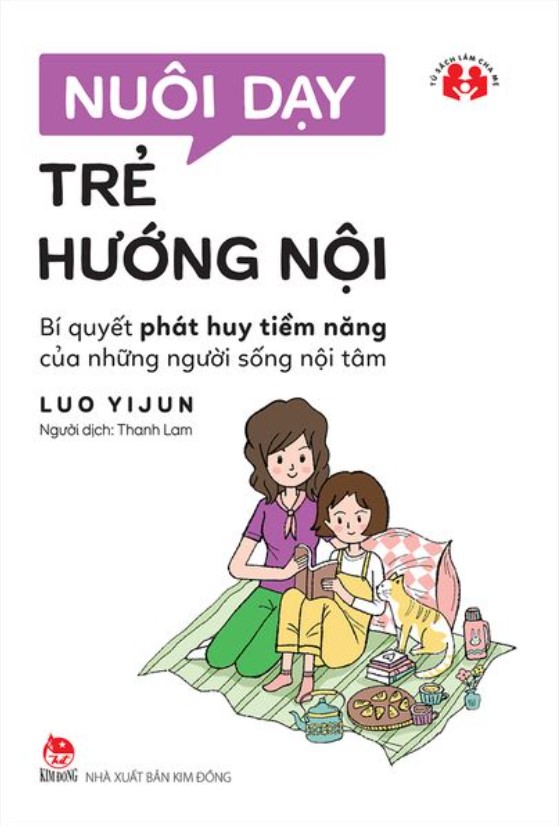 NUÔI DẠY
TỦ SÁCH LÀM CHA MẸ
TRẺ
HƯỚNG NỘI
Bí quyết phát huy tiềm năng
của những người sống nội tâm
LUO YIJUN
Người dịch: Thanh Lam
KIM ĐỒNG
NHÀ XUẤT BẢN KIM ĐỒNG